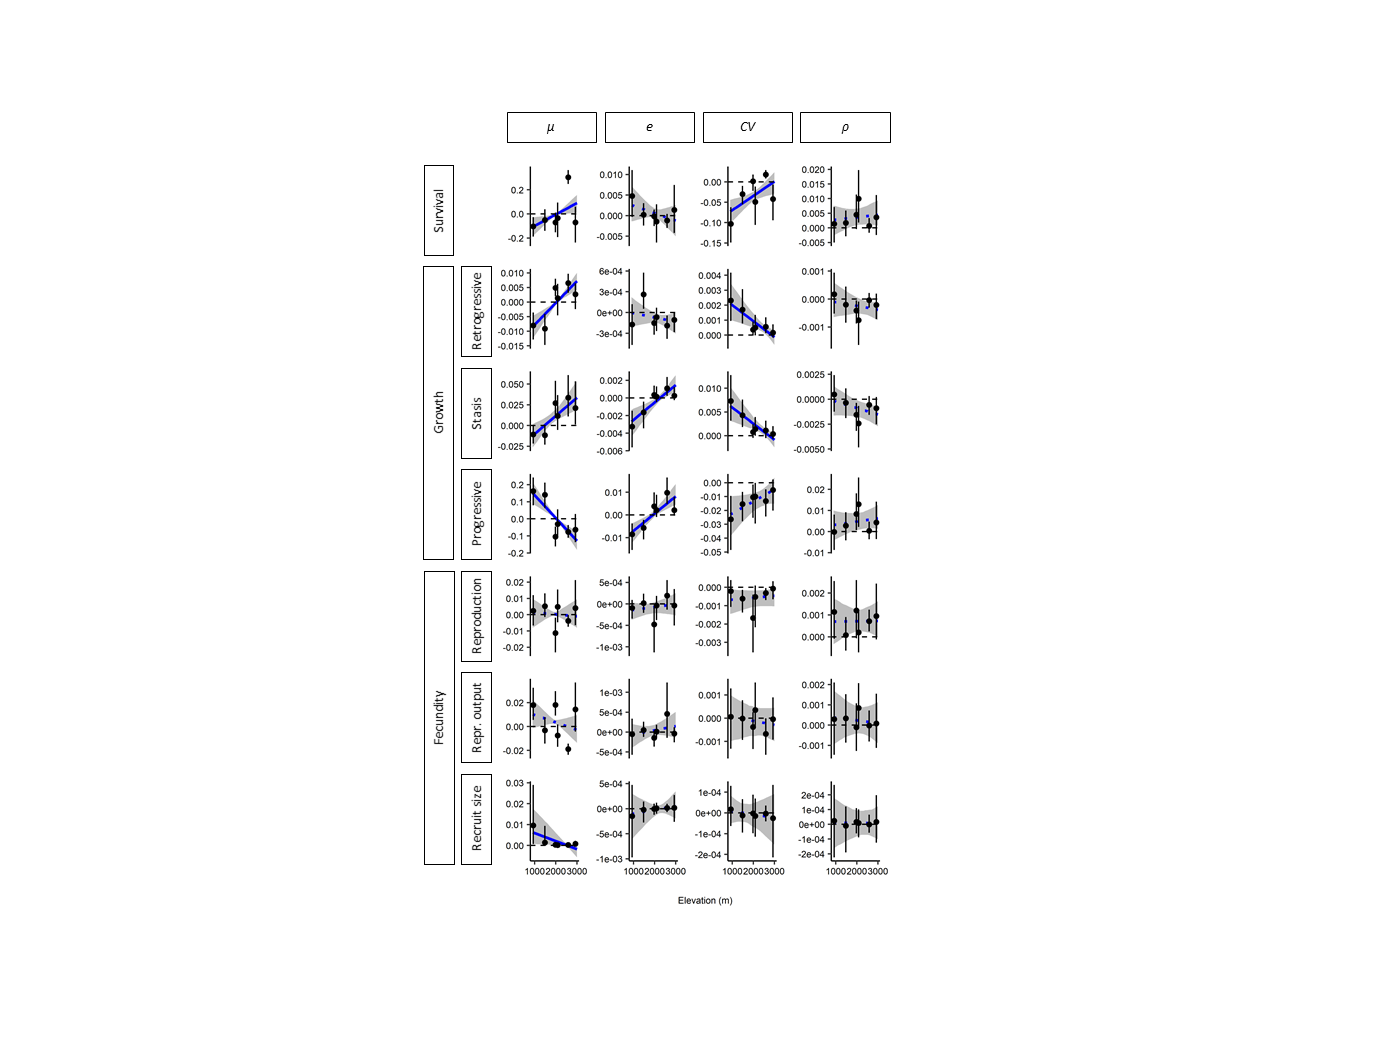 μ e CV ρ
Survival
0.2
0.0
-0.2
0.010
0.005
0.000
-0.005
0.00
-0.05
-0.10
-0.15
0.020
0.015
0.010
0.005
0.000
-0.005
Growth
Retrogressive
0.010
0.005
0.000
-0.005
-0.010
-0.015
6e-04
3e-04
0e+00
-3e-04
0.004
0.003
0.002
0.001
0.000
0.001
0.000
-0.001
Stasis
0.050
0.025
0.000
-0.025
0.002
0.000
-0.002
-0.004
-0.006
0.010
0.005
0.000
0.0025
0.0000
-0.0025
-0.0050
Progressive
0.2
0.1
0.0
-0.1
-0.2
0.01
0.00
-0.01
0.00
-0.01
-0.02
-0.03
-0.04
-0.05
0.02
0.01
0.00
-0.01
Fecundity
Reproduction
0.02
0.01
0.00
-0.01
-0.02
5e-04
0e+00
-5e-04
-1e-03
0.000
-0.001
-0.002
-0.003
0.002
0.001
0.000
Repr. output
0.02
0.00
-0.02
1e-03
5e-04
0e+00
-5e-04
0.001
0.000
-0.001
0.002
0.001
0.000
-0.001
Recruit size
0.03
0.02
0.01
0.00
5e-04
0e+00
-5e-04
-1e-03
1e-04
0e+00
-1e-04
-2e-04
2e-04
1e-04
0e+00
-1e-04
-2e-04
1000 2000 3000 1000 2000 3000 1000 2000 3000 1000 2000 3000
Elevation (m)